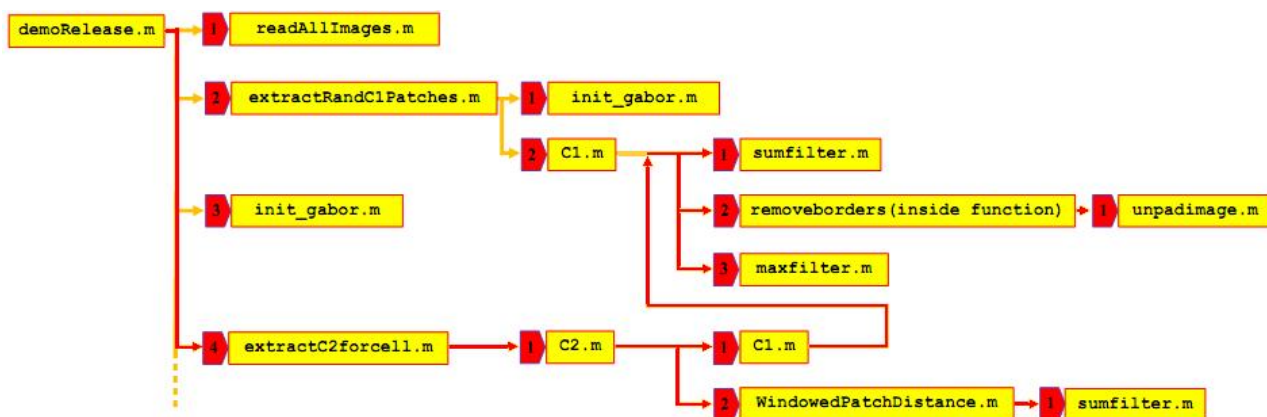 demoRelease.m 1 readAllImages.m
2 extractRandC1Patches.m 1 init_gabor.m
2 C1.m 1 sumfilter.m
3 init_gabor.m 2 removeborders(inside function) 1 unpadimage.m
3 maxfilter.m
4 extractC2forcell.m 1 C2.m 1 C1.m
2 WindowedPatchDistance.m 1 sumfilter.m